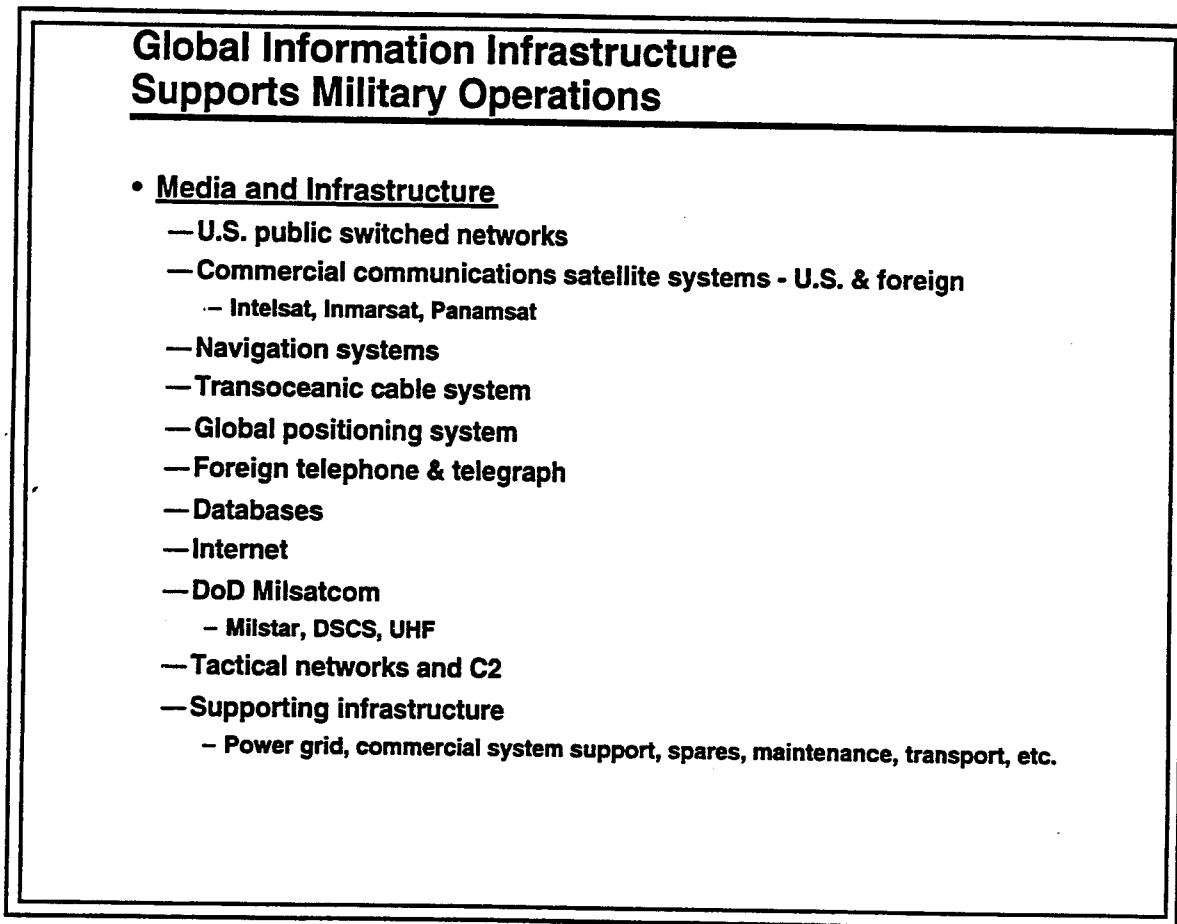 Global Information Infrastructure
Supports Military Operations
• Media and Infrastructure
—U.S. public switched networks
—Commercial communications satellite systems - U.S. & foreign
– Intelsat, Inmarsat, Panamsat
—Navigation systems
—Transoceanic cable system
—Global positioning system
—Foreign telephone & telegraph
—Databases
—Internet
—DoD Milsatcom
– Milstar, DSCS, UHF
—Tactical networks and C2
—Supporting infrastructure
– Power grid, commercial system support, spares, maintenance, transport, etc.